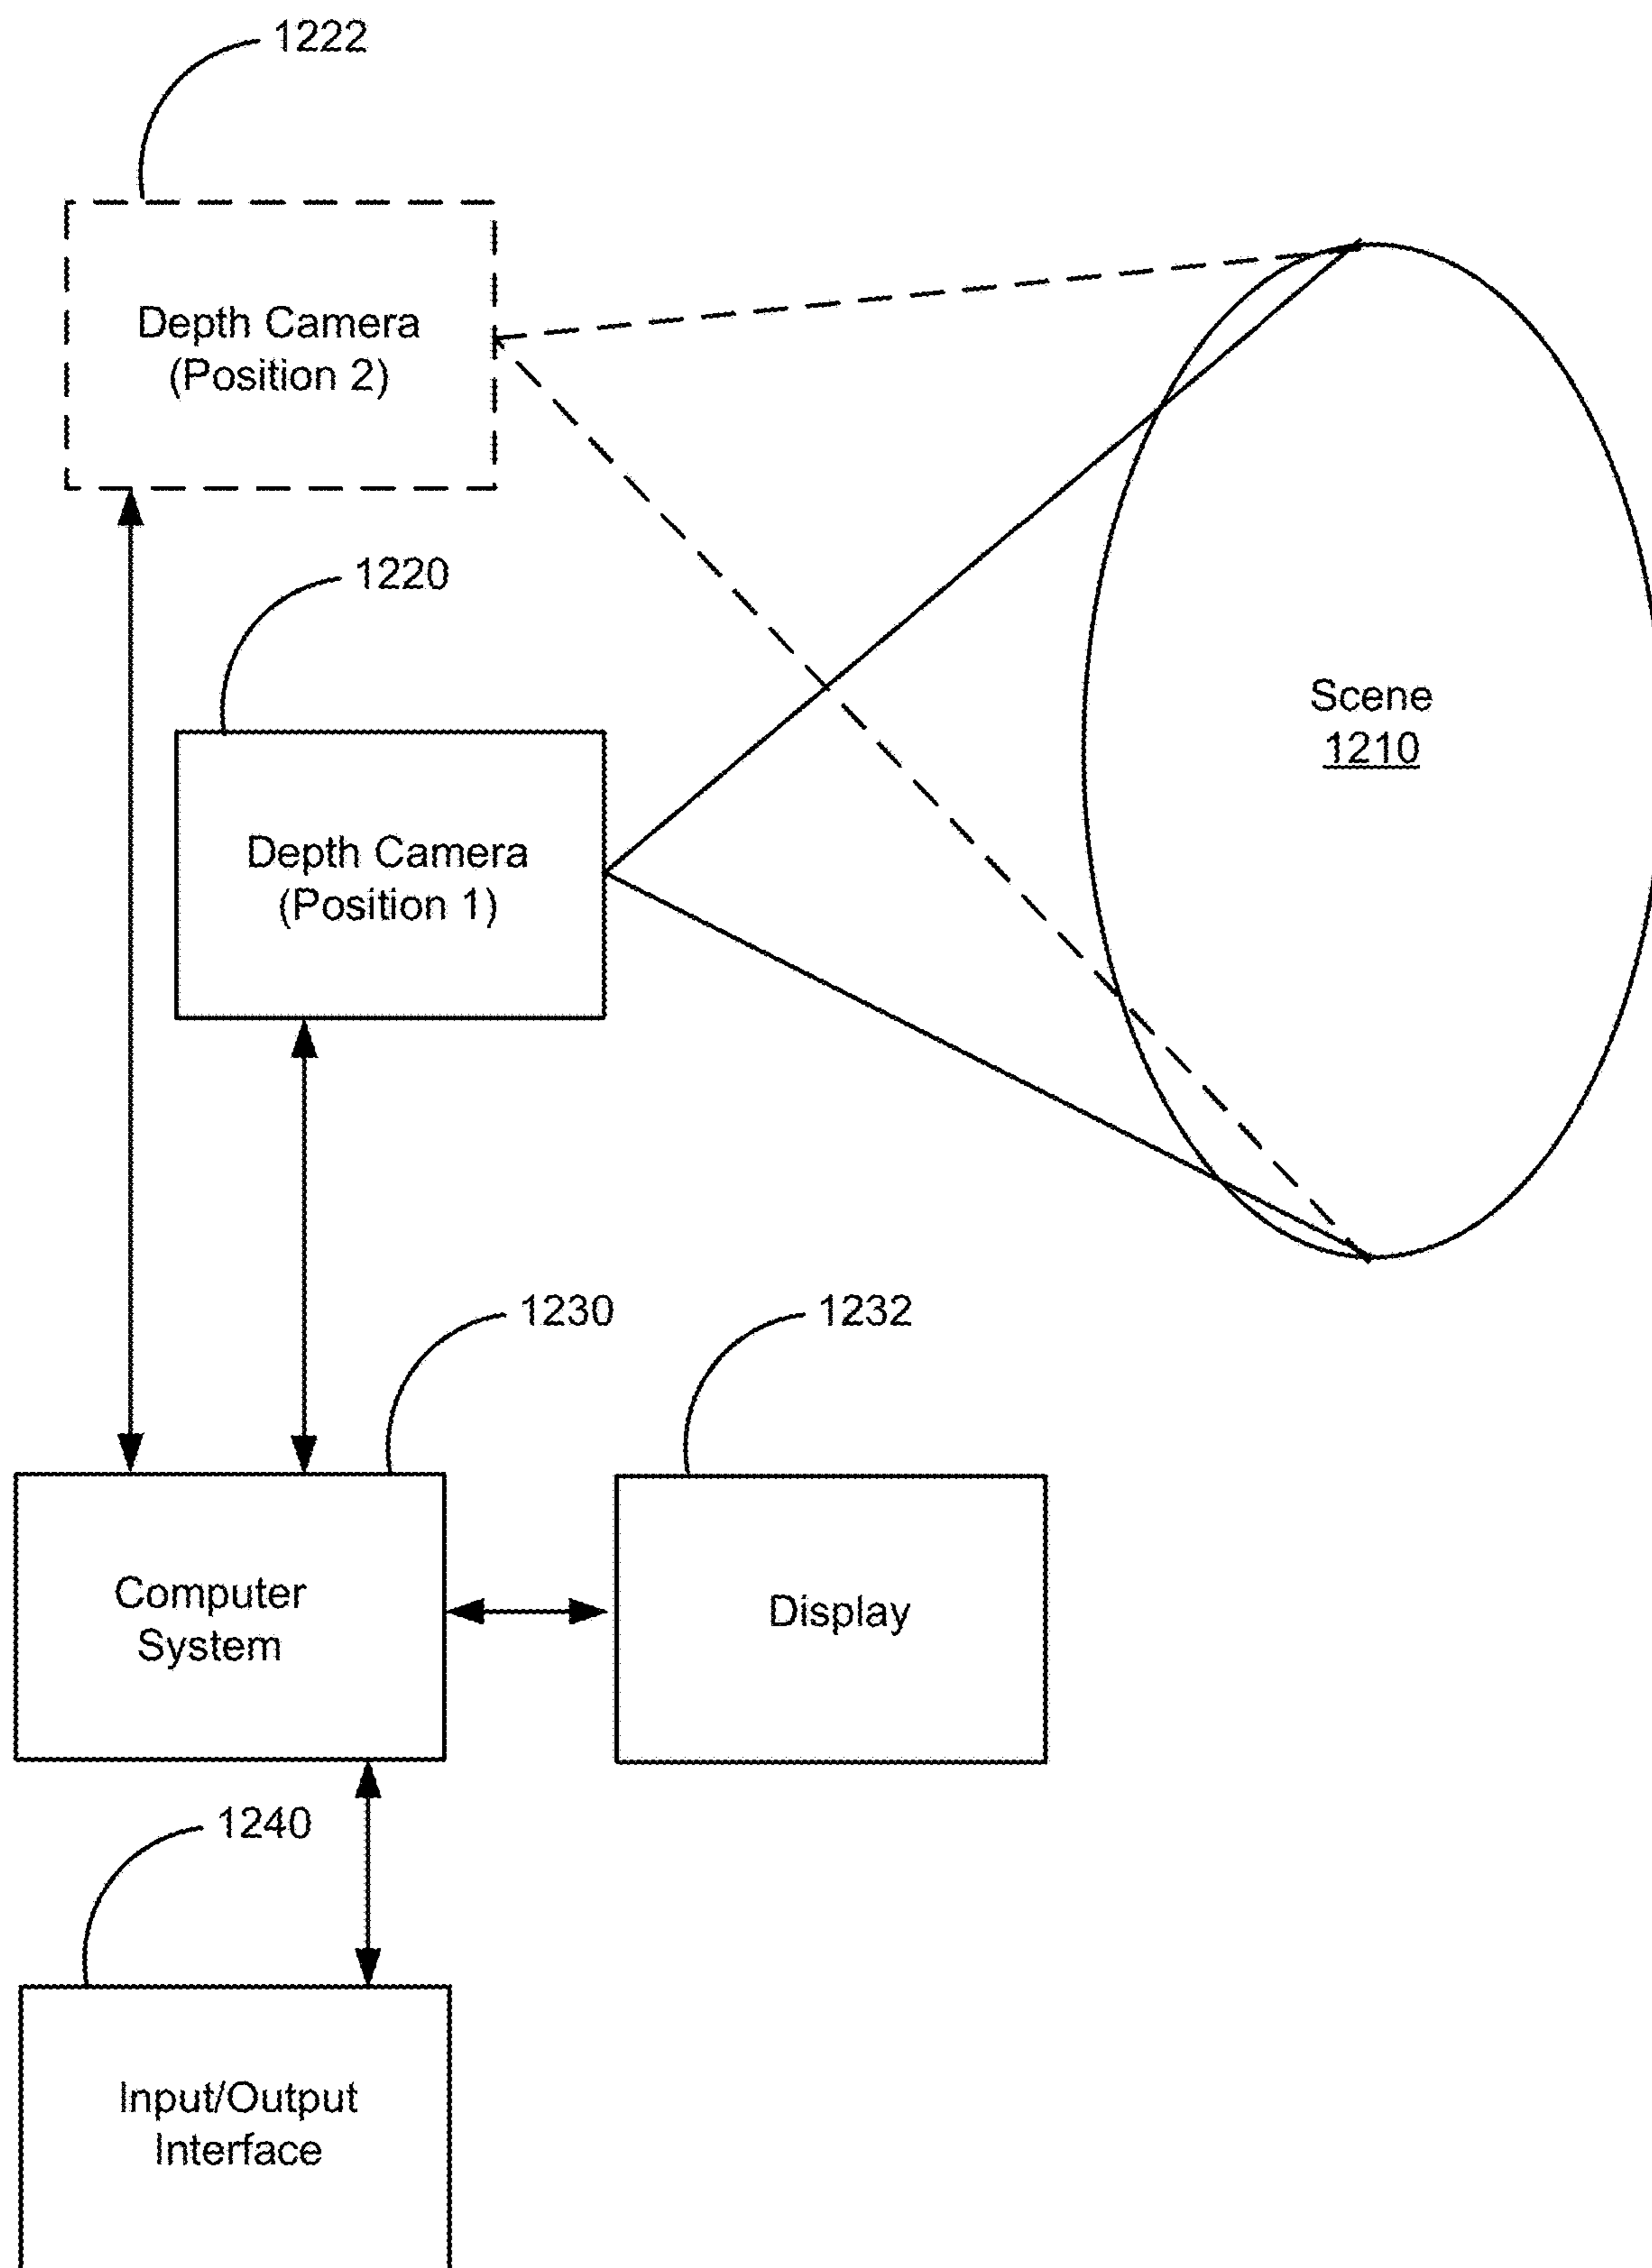 1222
Depth Camera
(Position 2)
1220
Depth Camera
(Position 1)
Scene
1210
1230
1232
Computer
System
Display
1240
Input/Output
Interface